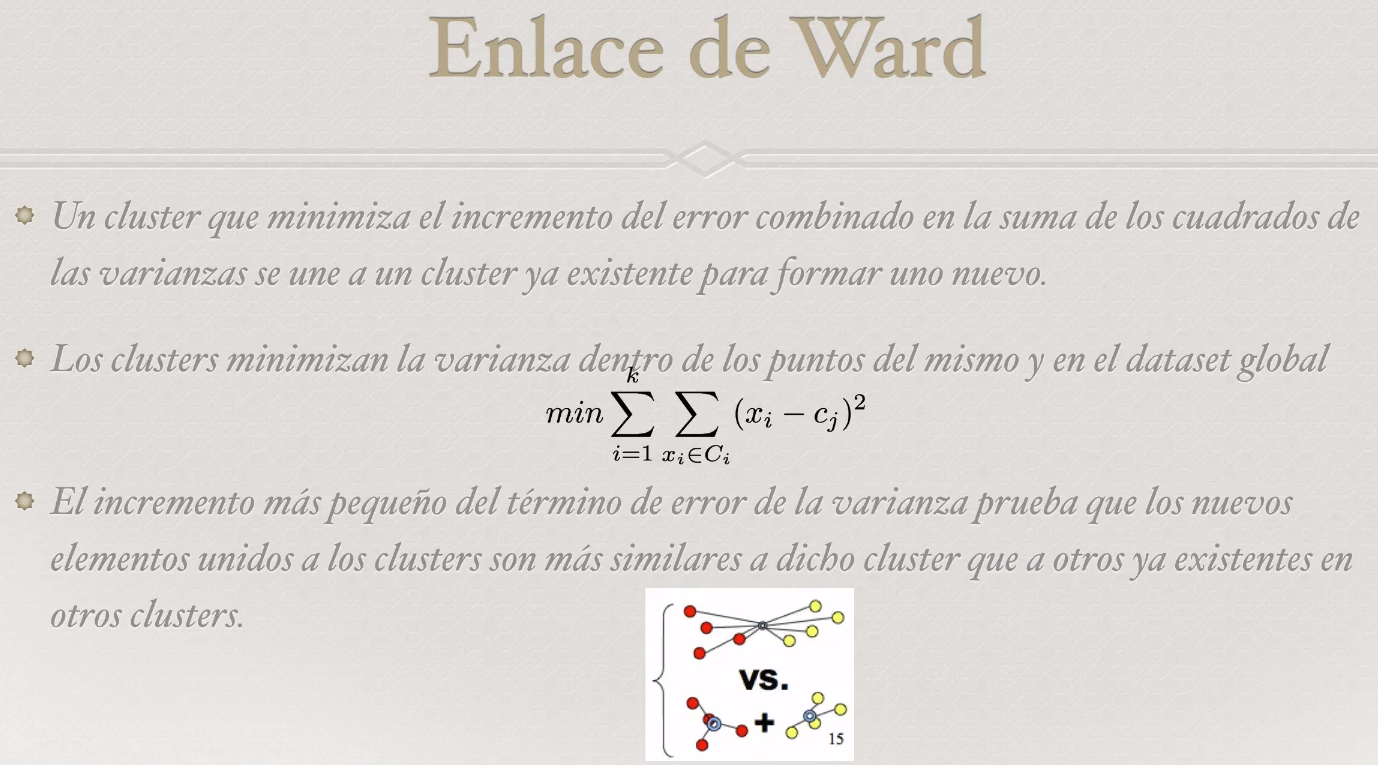 Enlace de Ward
Un cluster que minimiza el incremento del error combinado en la suma de los cuadrados de
las varianzas se une a un cluster ya existente para formar uno nuevo.
Los clusters minimizan la varianza dentro de los puntos del mismo y en el dataset global
min ∑_{i=1}^{k} ∑_{x_i∈C_i} (x_i − c_j)^2
El incremento más pequeño del término de error de la varianza prueba que los nuevos
elementos unidos a los clusters son más similares a dicho cluster que a otros ya existentes en
otros clusters.
vs.
+
15